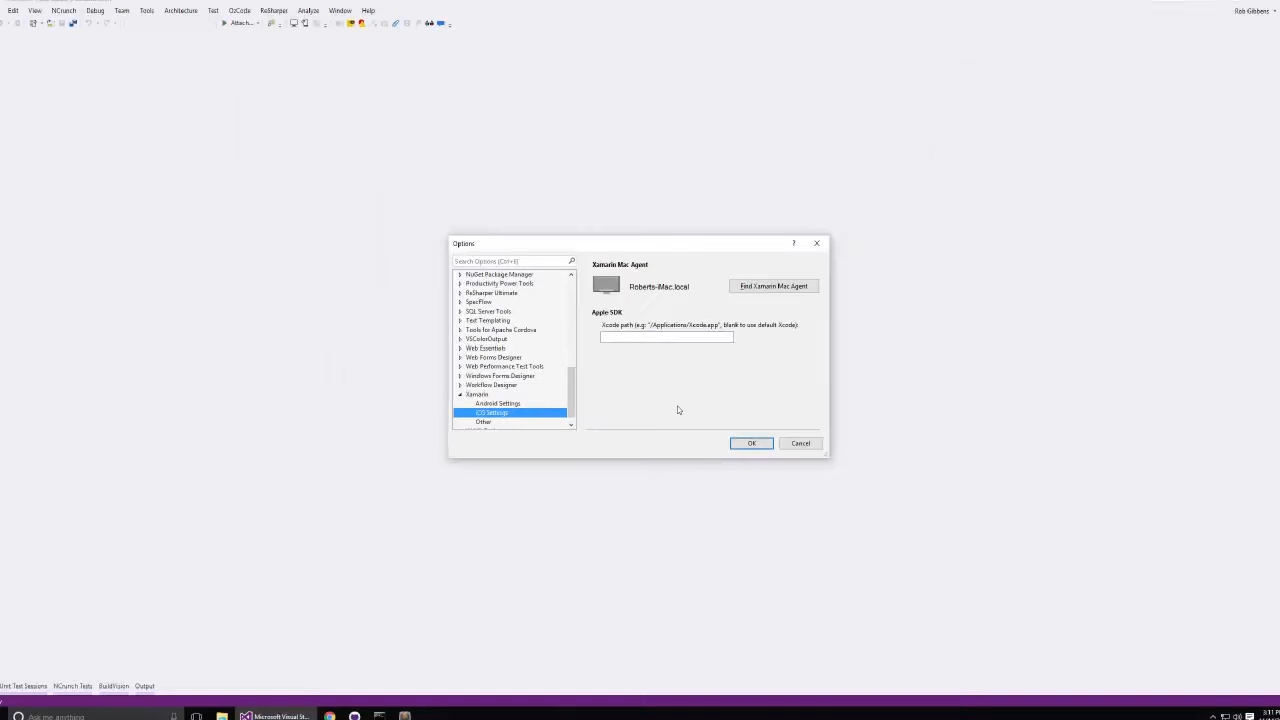 Edit View NCrunch Debug Team Tools Architecture Test OzCode ReSharper Analyze Window Help
Rob Gibbens
Attach...
Options
Search Options (Ctrl+E)
NuGet Package Manager
Productivity Power Tools
ReSharper Ultimate
SpecFlow
SQL Server Tools
Text Templating
Tools for Apache Cordova
VSColorOutput
Web Essentials
Web Forms Designer
Web Performance Test Tools
Windows Forms Designer
Workflow Designer
Xamarin
Android Settings
iOS Settings
Other
Xamarin Mac Agent
Roberts-iMac.local
Find Xamarin Mac Agent
Apple SDK
Xcode path (e.g: "/Applications/Xcode.app", blank to use default Xcode):
OK Cancel
Unit Test Sessions NCrunch Tests BuildVision Output
Ask me anything
Microsoft Visual St...
3:11 PM